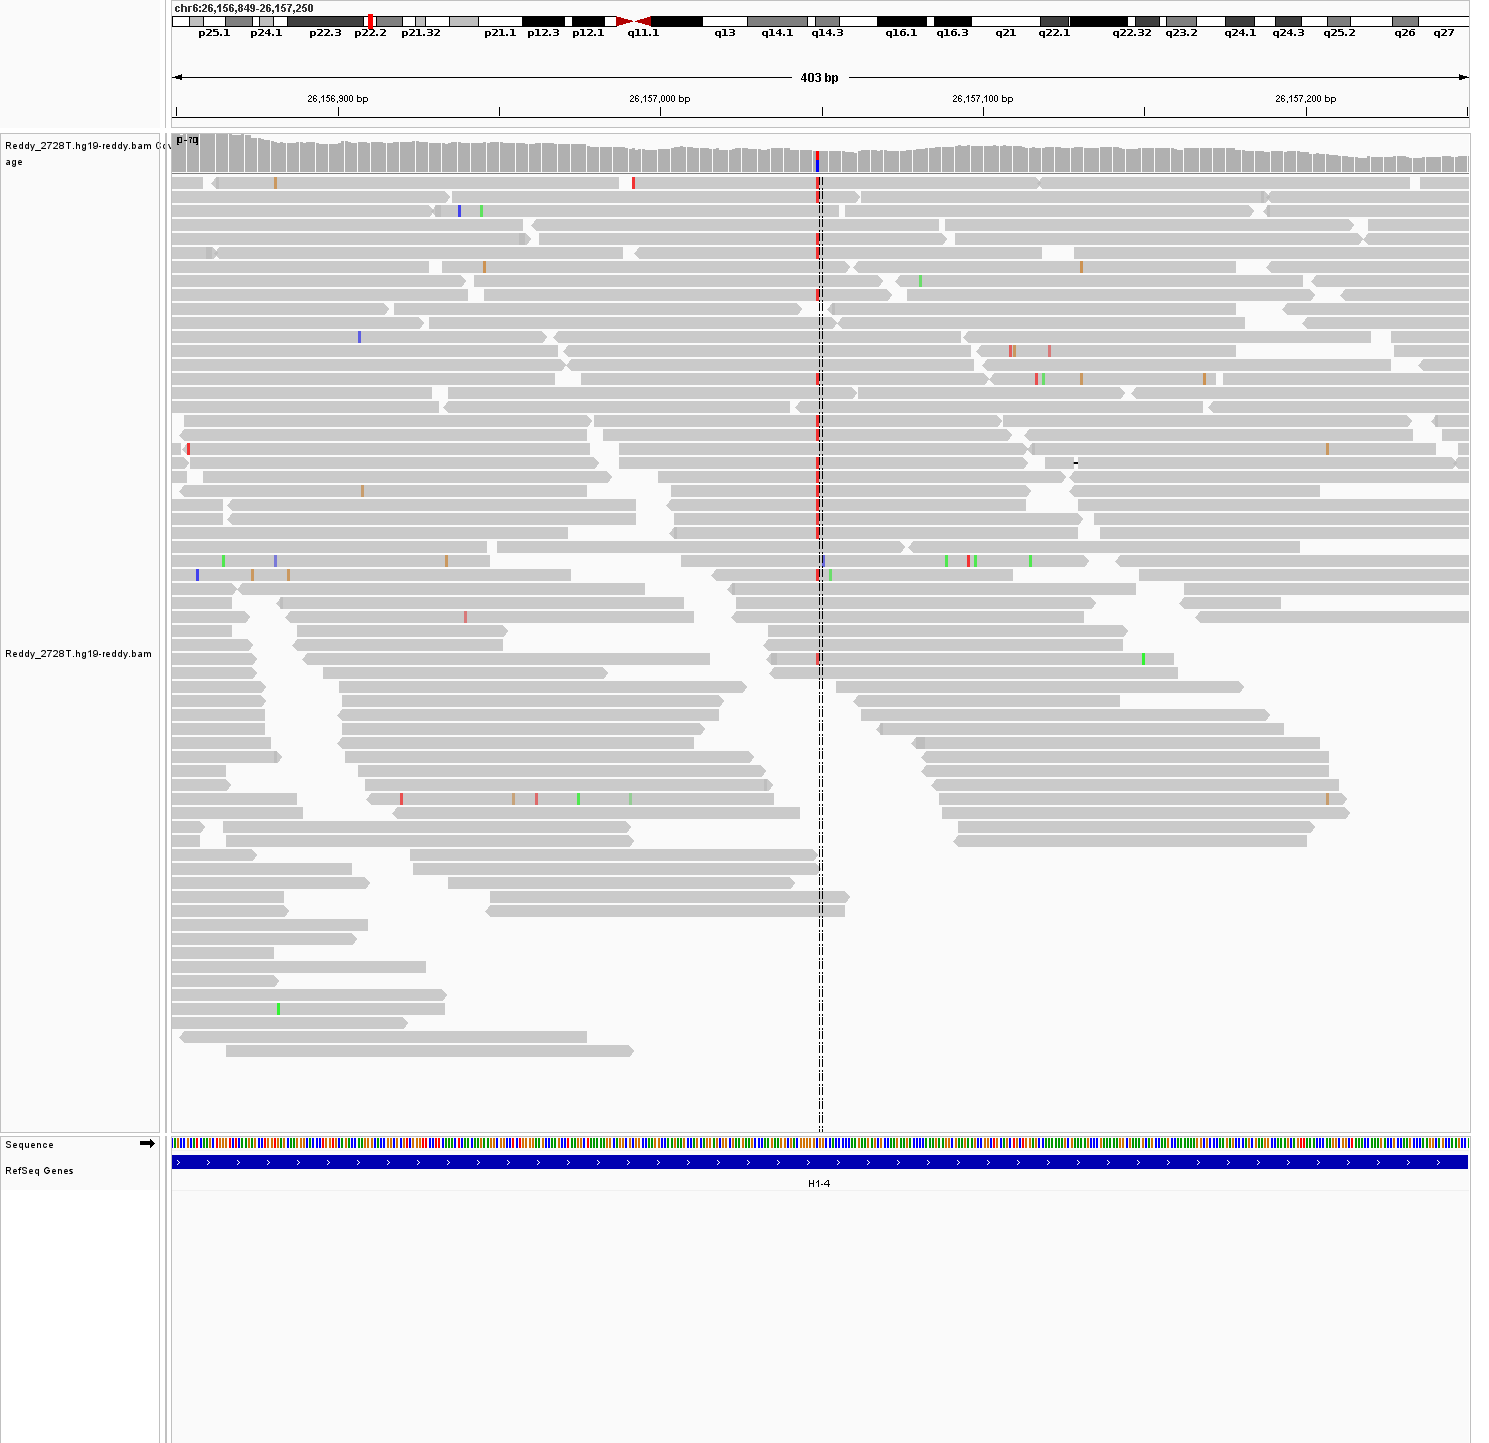 chr6:26,156,849-26,157,250
p25.1 p24.1 p22.3 p22.2 p21.32 p21.1 p12.3 p12.1 q11.1 q13 q14.1 q14.3 q16.1 q16.3 q21 q22.1 q22.32 q23.2 q24.1 q24.3 q25.2 q26 q27
403 bp
26,156,900 bp 26,157,000 bp 26,157,100 bp 26,157,200 bp
Reddy_2728T.hg19-reddy.bam Cov
age
Reddy_2728T.hg19-reddy.bam
Sequence
RefSeq Genes
H1-4